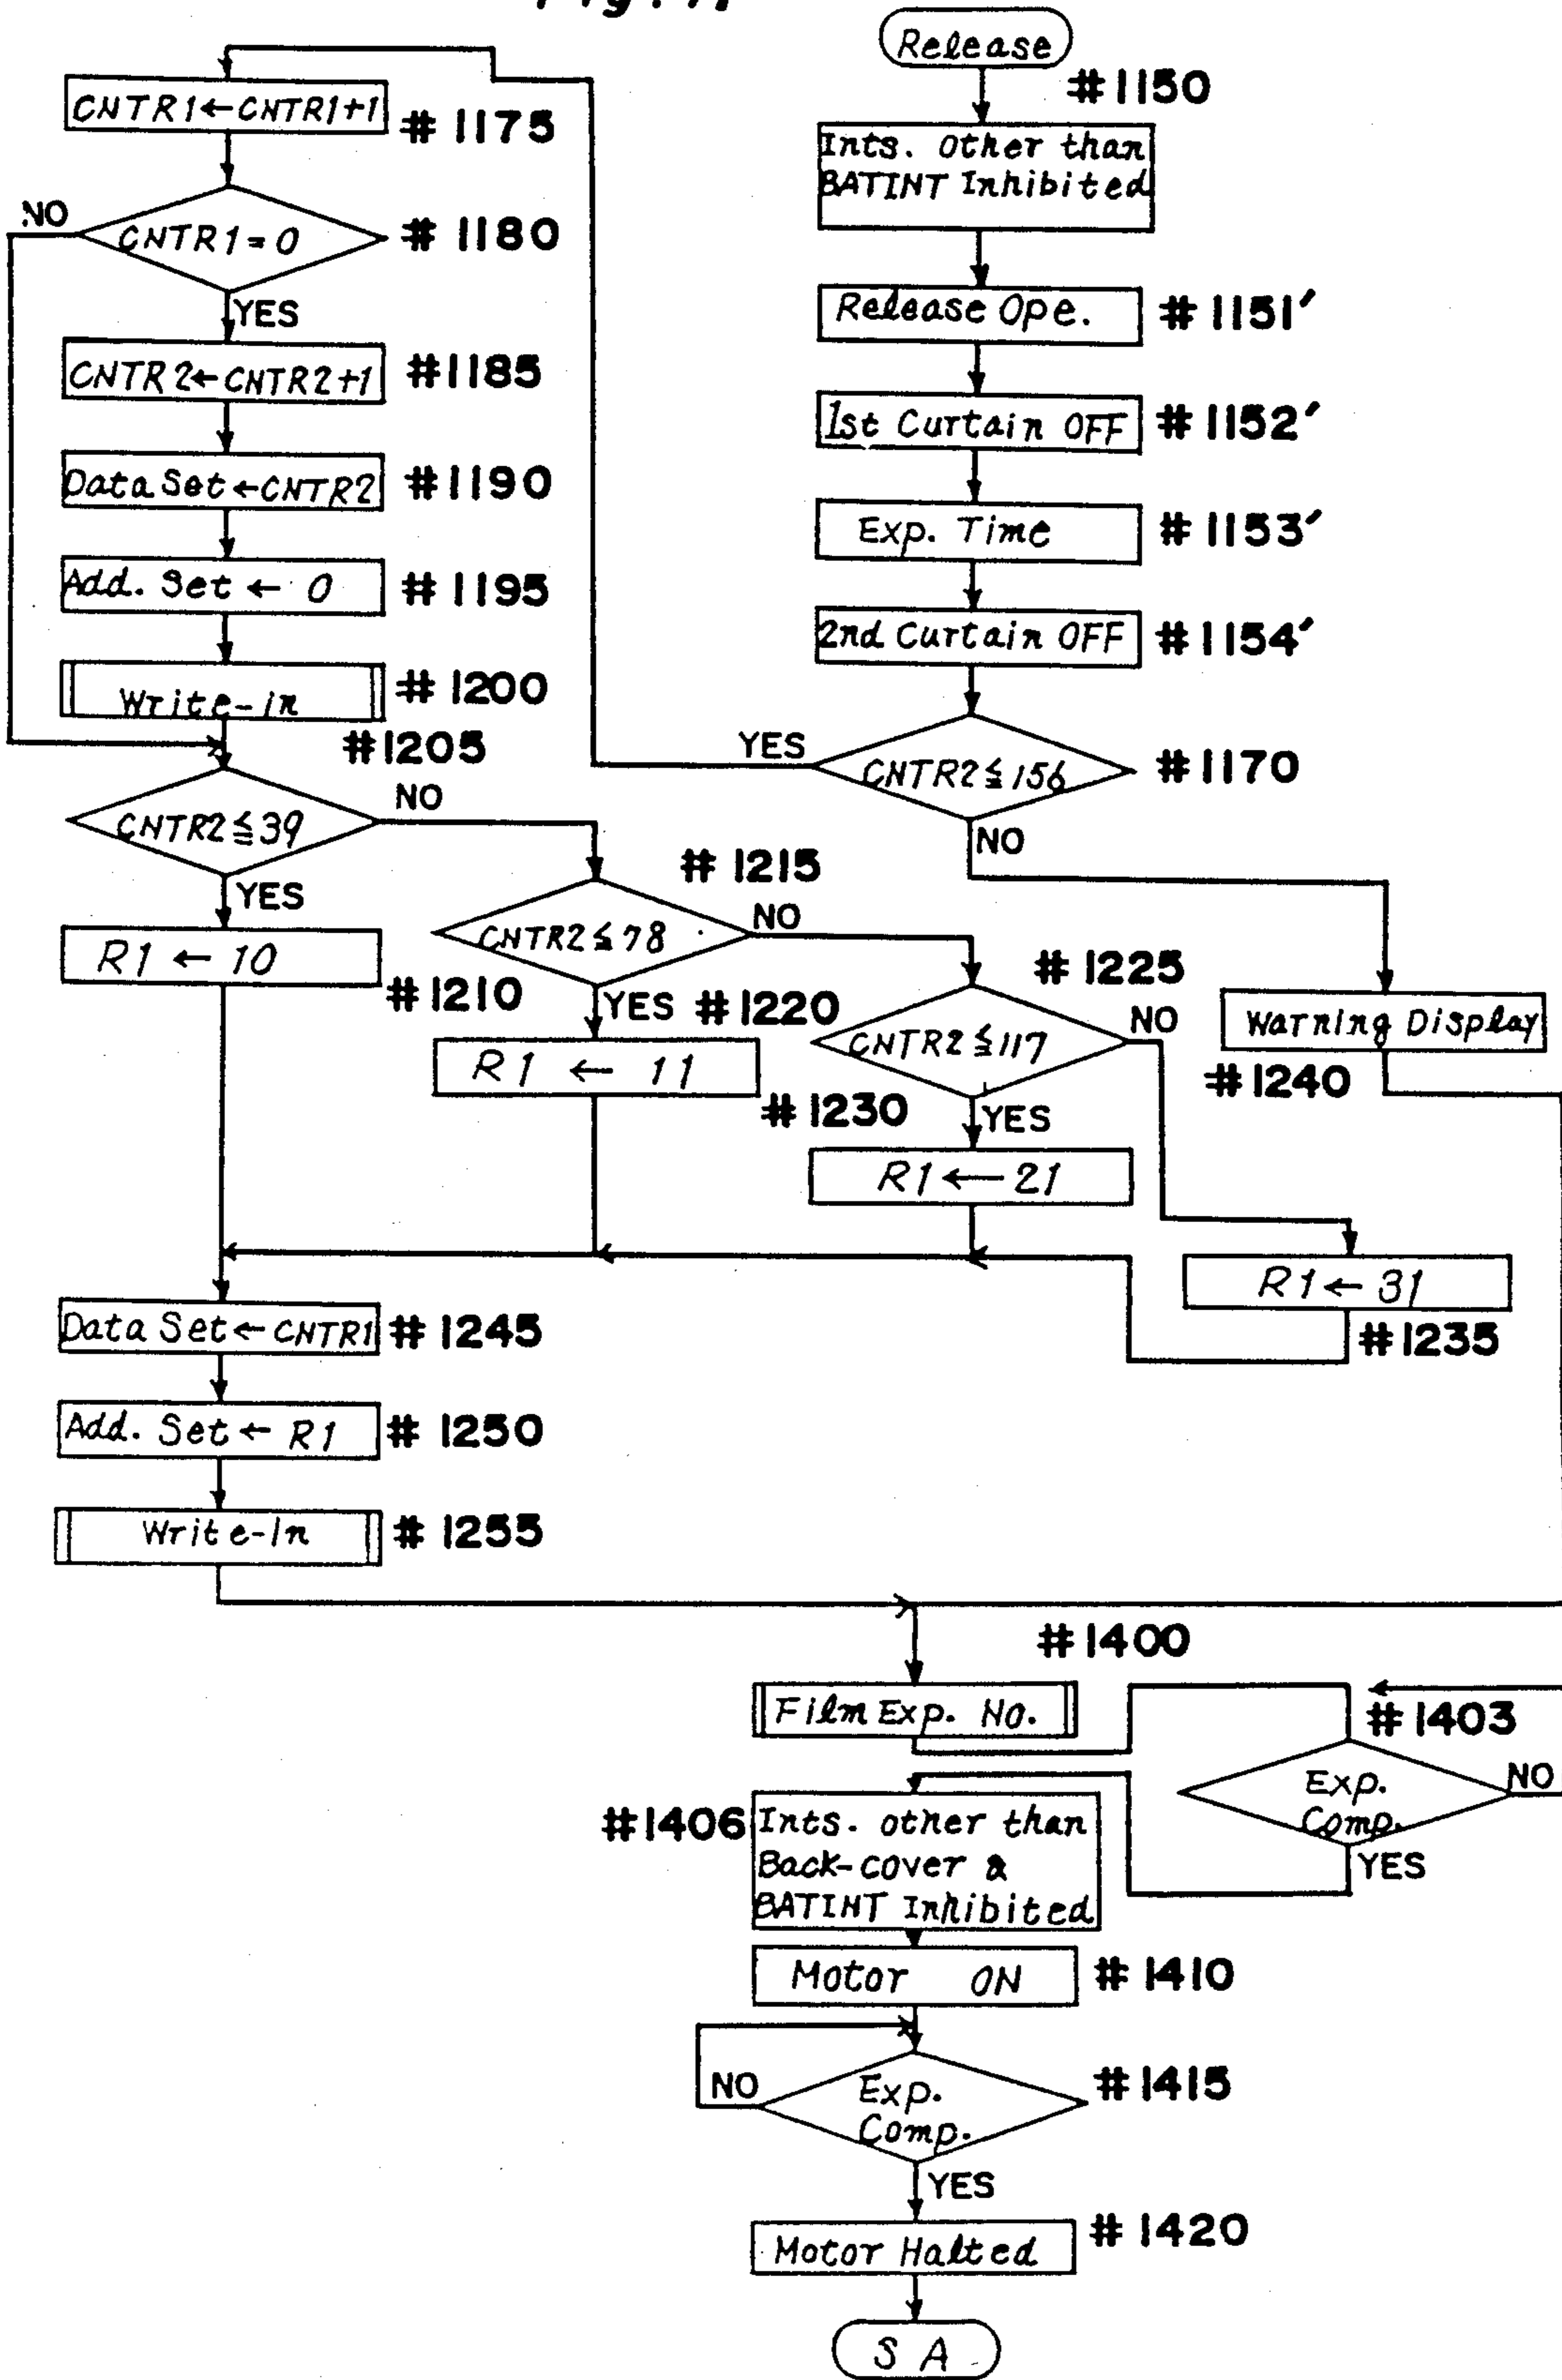 Release
#1150
Ints. Other than
BATINT Inhibited
Release Ope.
#1151'
1st Curtain OFF
#1152'
Exp. Time
#1153'
2nd Curtain OFF
#1154'
CNTR2≦156
#1170
YES
NO
CNTR1←CNTR1+1
#1175
CNTR1=0
#1180
NO
YES
CNTR2←CNTR2+1
#1185
Data Set←CNTR2
#1190
Add. Set ← 0
#1195
Write-in
#1200
#1205
CNTR2≦39
NO
YES
R1 ← 10
#1210
#1215
CNTR2≦78
NO
YES
#1220
R1 ← 11
#1225
CNTR2≦117
NO
YES
#1230
R1 ← 21
R1 ← 31
#1235
Warning Display
#1240
Data Set←CNTR1
#1245
Add. Set ← R1
#1250
Write-In
#1255
#1400
Film Exp. No.
#1403
Exp.
Comp.
NO
YES
#1406
Ints. other than
Back-cover &
BATINT Inhibited
Motor ON
#1410
Exp.
Comp.
#1415
NO
YES
Motor Halted
#1420
S A